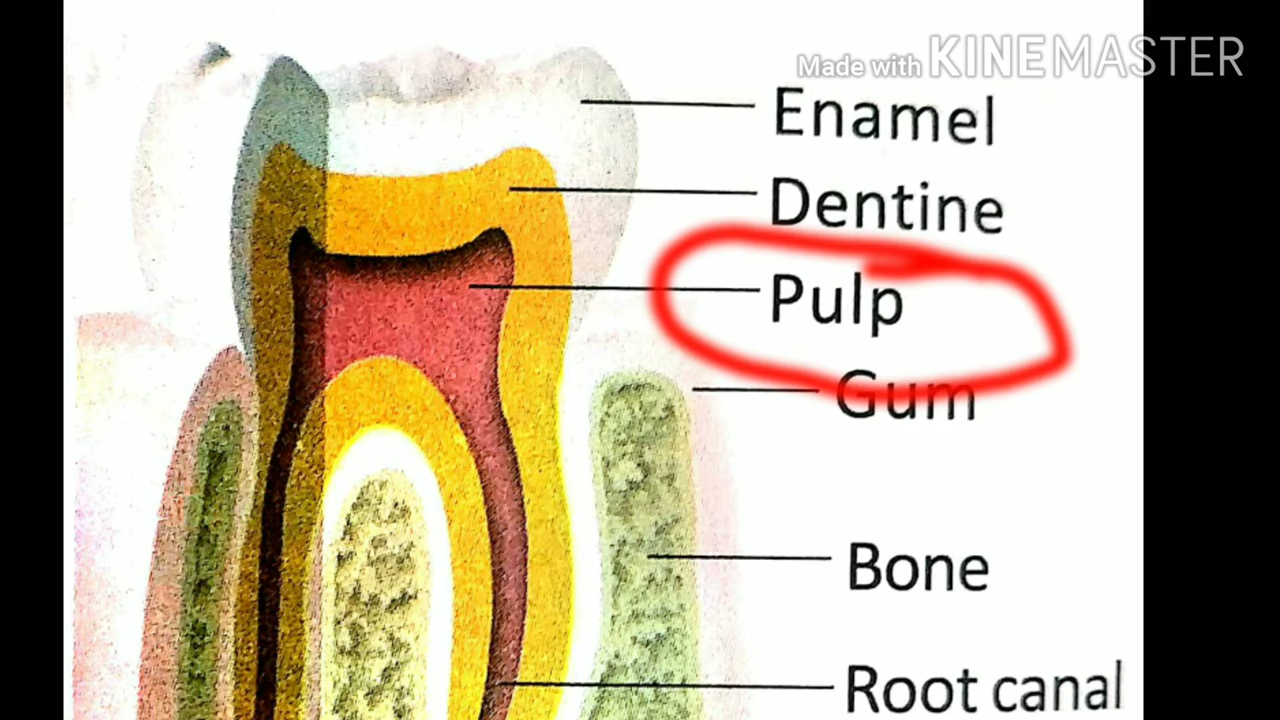 Made with KINEMASTER
Enamel
Dentine
Pulp
Gum
Bone
Root canal